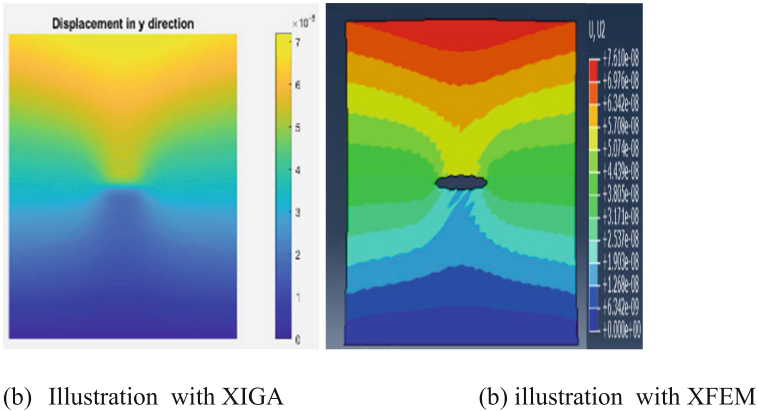 Displacement in y direction
×10⁻⁸
7
6
5
4
3
2
1
0
U, U2
+7.610e-08
+6.976e-08
+6.342e-08
+5.708e-08
+5.074e-08
+4.439e-08
+3.805e-08
+3.171e-08
+2.537e-08
+1.903e-08
+1.268e-08
+6.342e-09
+0.000e+00
(b) Illustration with XIGA
(b) illustration with XFEM